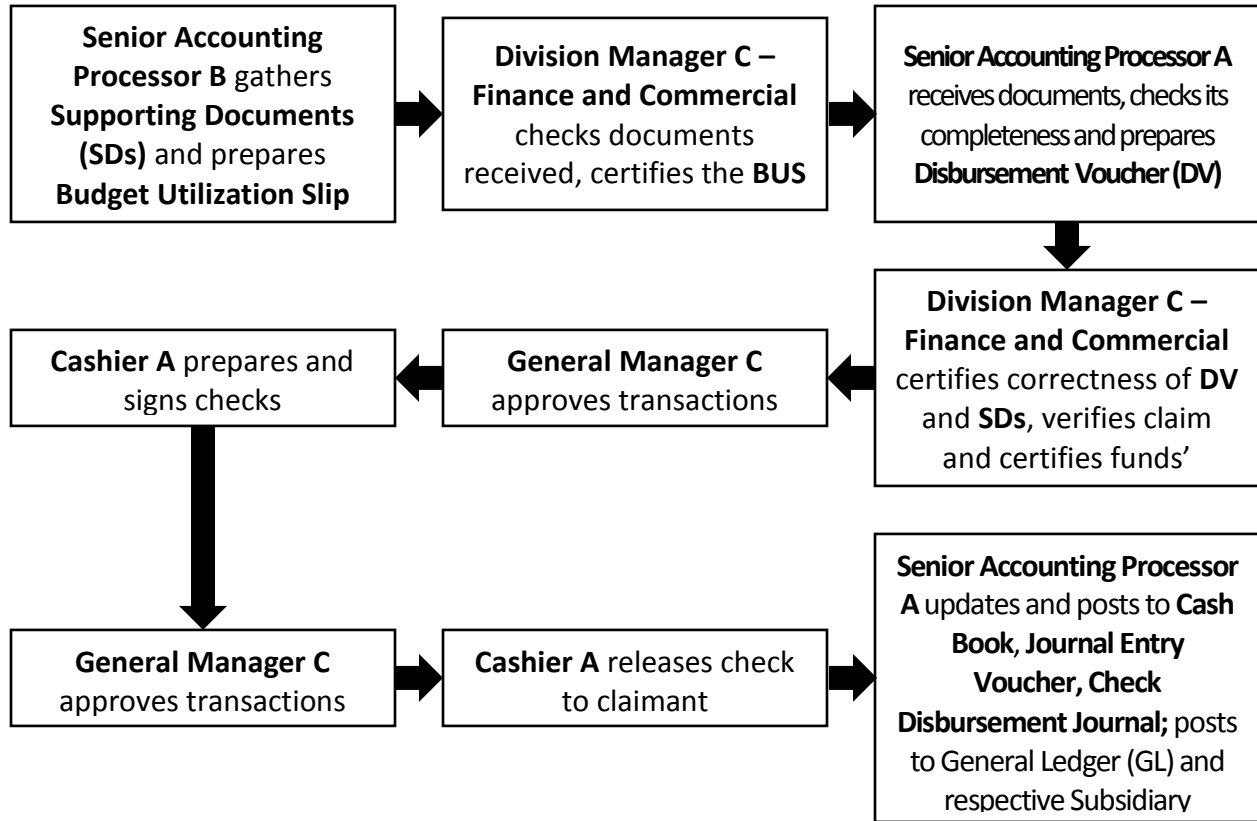 Senior Accounting
Processor B gathers
Supporting Documents
(SDs) and prepares
Budget Utilization Slip
Division Manager C –
Finance and Commercial
checks documents
received, certifies the BUS
Senior Accounting Processor A
receives documents, checks its
completeness and prepares
Disbursement Voucher (DV)
Division Manager C –
Finance and Commercial
certifies correctness of DV
and SDs, verifies claim
and certifies funds’
General Manager C
approves transactions
Cashier A prepares and
signs checks
General Manager C
approves transactions
Cashier A releases check
to claimant
Senior Accounting Processor
A updates and posts to Cash
Book, Journal Entry
Voucher, Check
Disbursement Journal; posts
to General Ledger (GL) and
respective Subsidiary